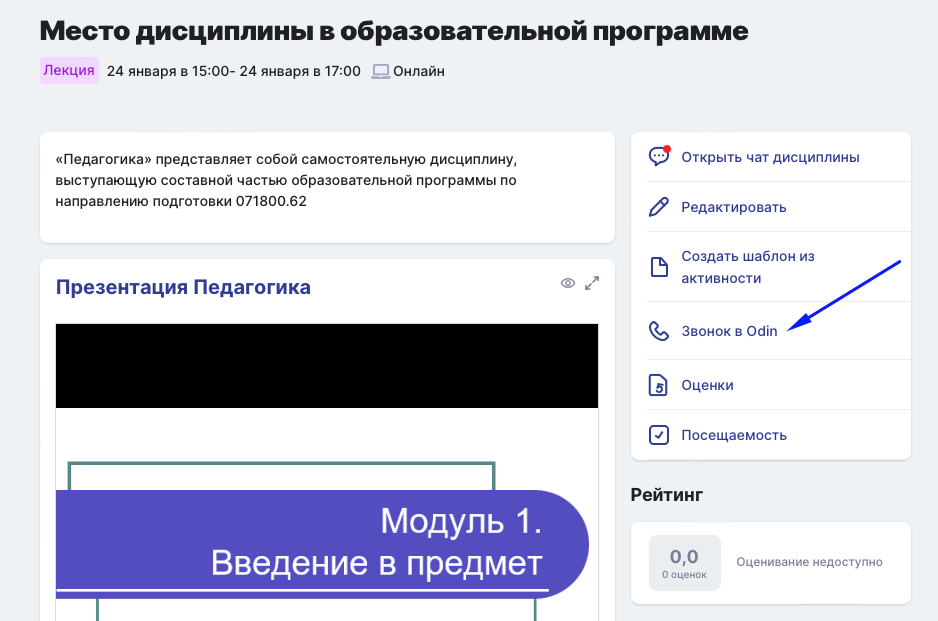 Место дисциплины в образовательной программе
Лекция 24 января в 15:00- 24 января в 17:00 Онлайн
«Педагогика» представляет собой самостоятельную дисциплину,
выступающую составной частью образовательной программы по
направлению подготовки 071800.62
Презентация Педагогика
Модуль 1.
Введение в предмет
Открыть чат дисциплины
Редактировать
Создать шаблон из
активности
Звонок в Odin
5 Оценки
Посещаемость
Рейтинг
0,0
0 оценок
Оценивание недоступно